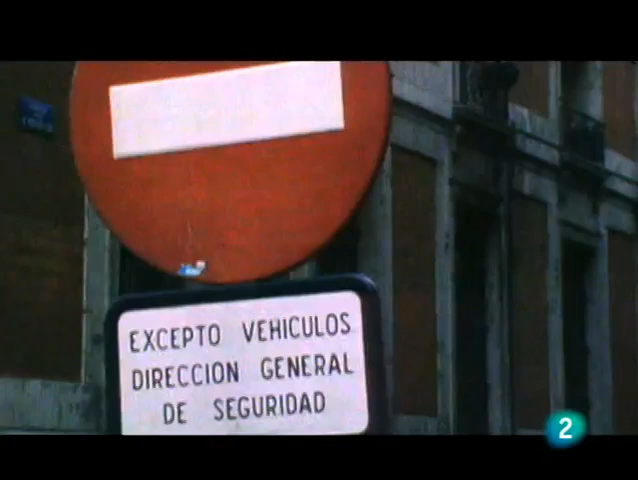 EXCEPTO VEHICULOS
DIRECCION GENERAL
DE SEGURIDAD
2